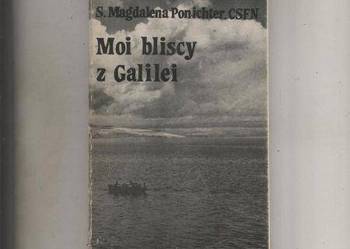 S. Magdalena Ponichter, CSFN
Moi bliscy
z Galilei